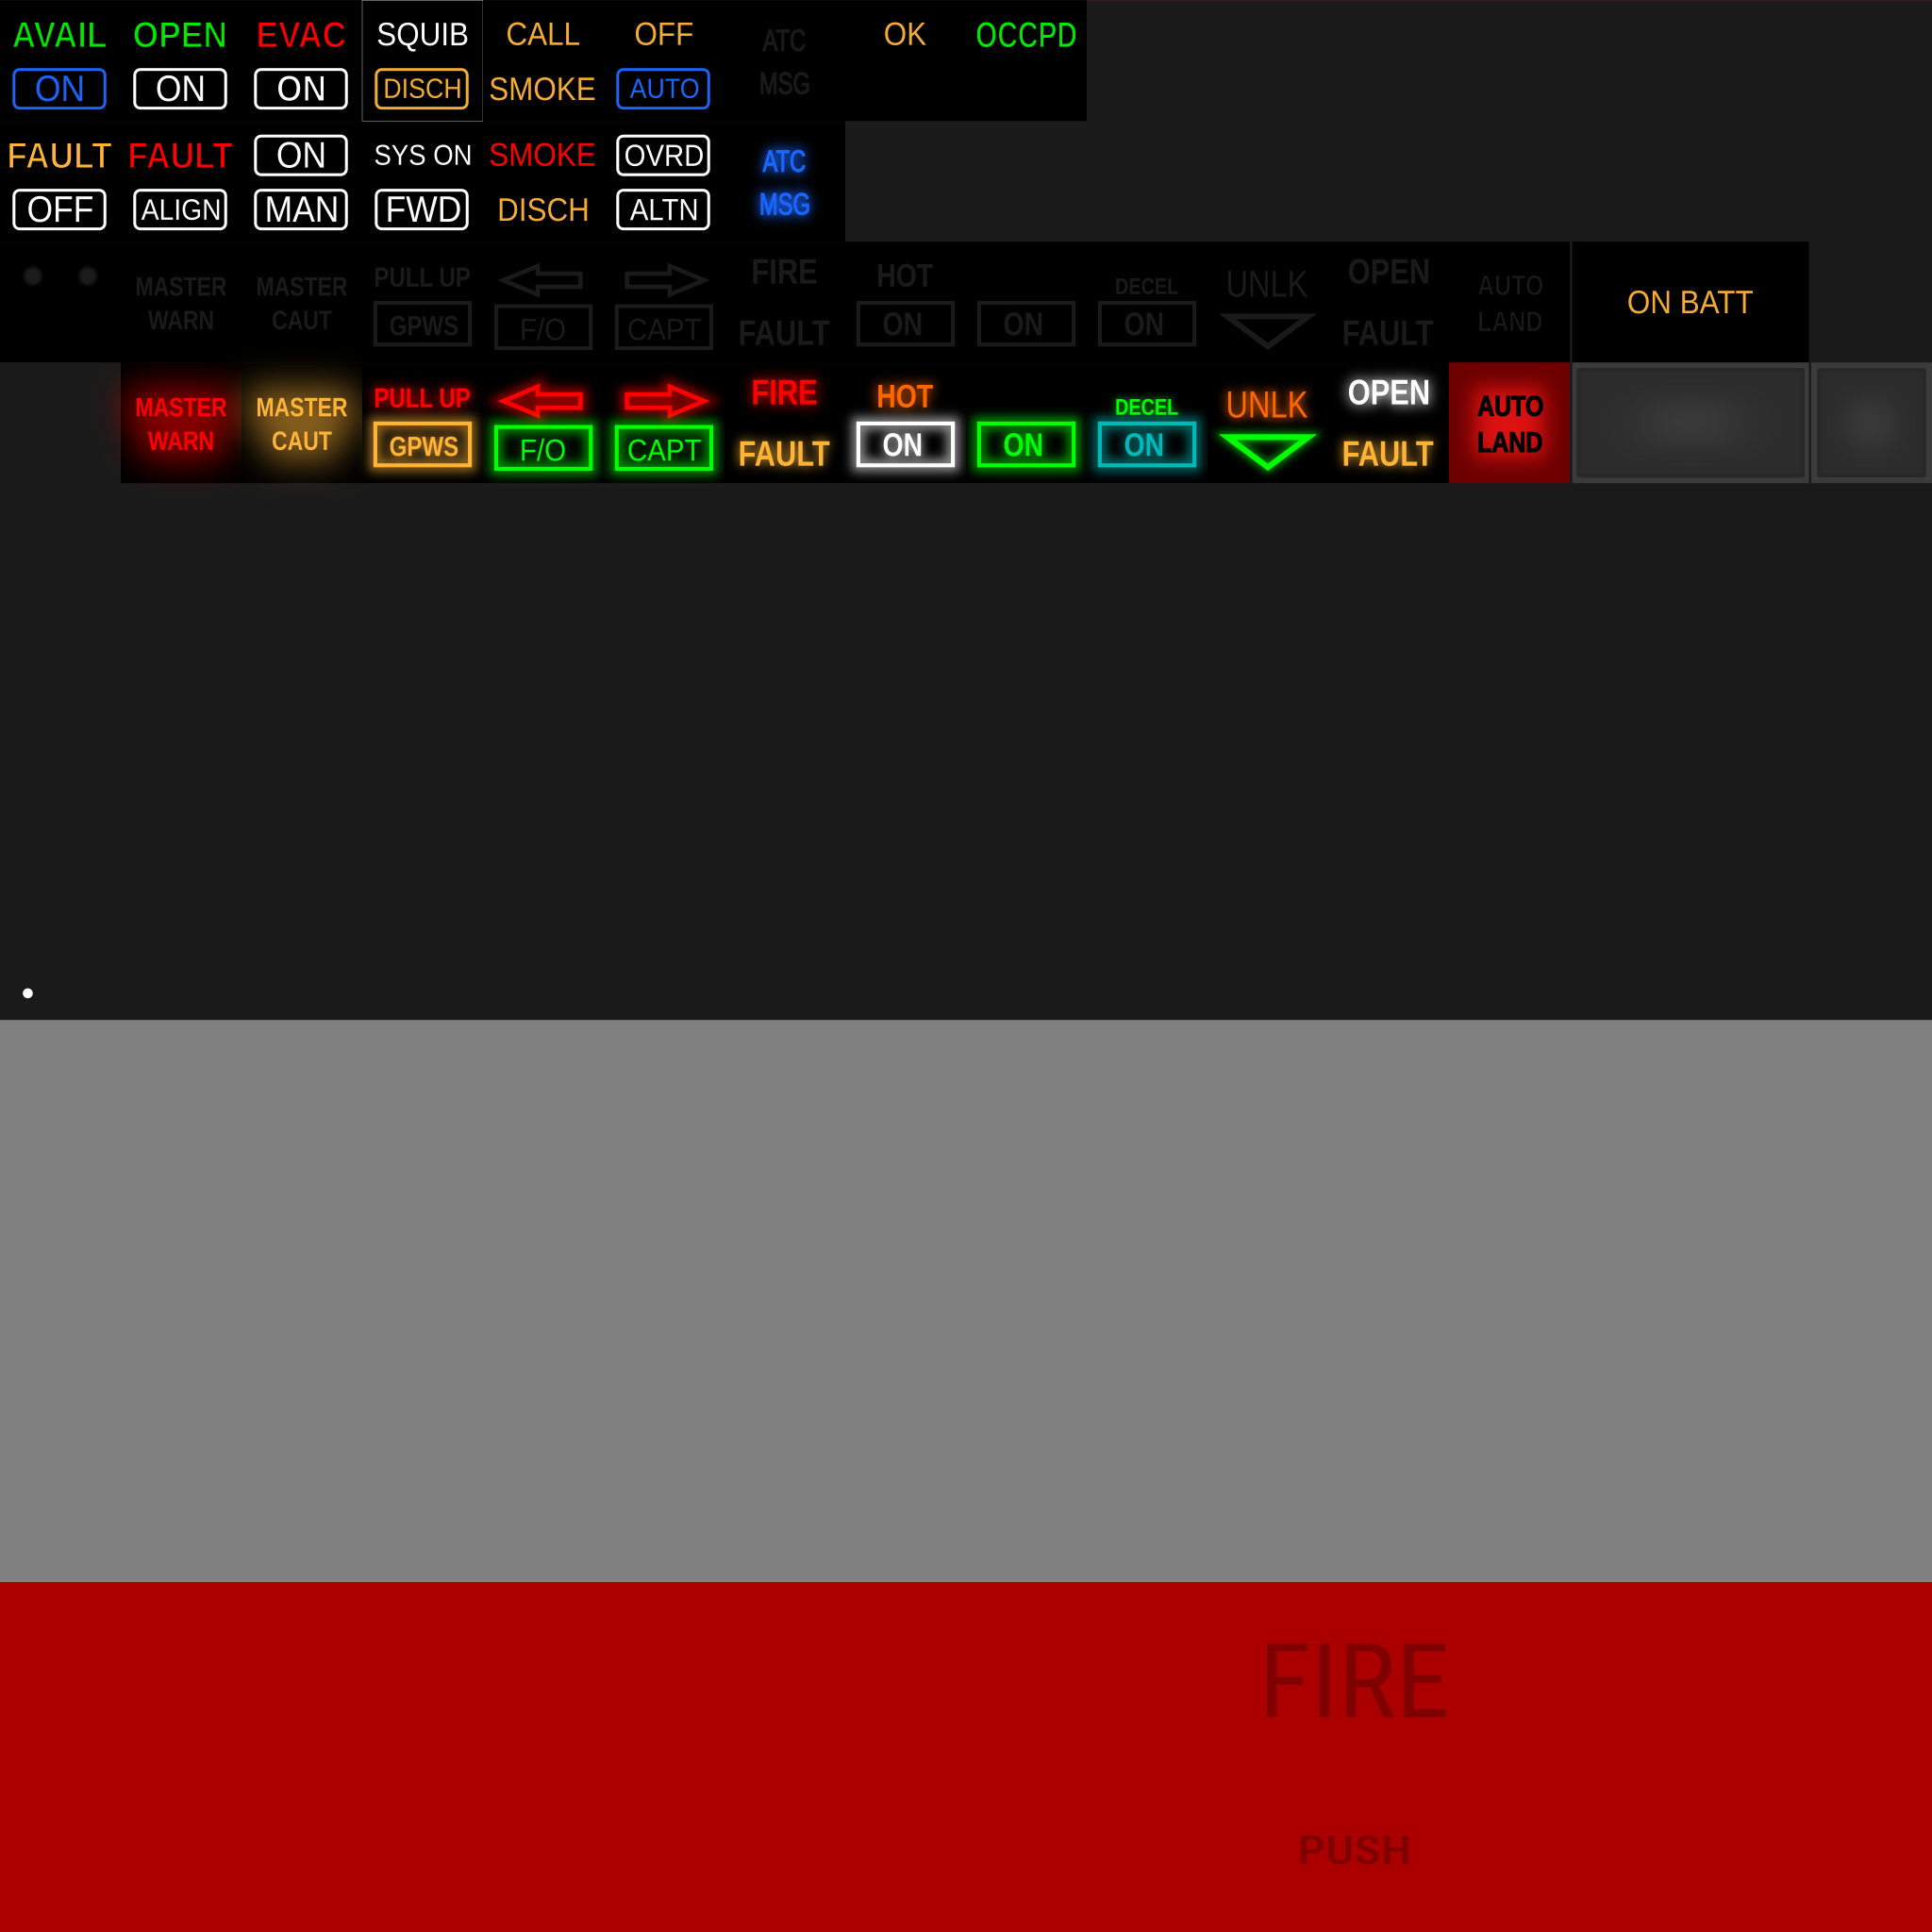 AVAIL OPEN EVAC SQUIB CALL OFF ATC OK OCCPD
ON ON ON DISCH SMOKE AUTO MSG
FAULT FAULT ON SYS ON SMOKE OVRD ATC
OFF ALIGN MAN FWD DISCH ALTN MSG
MASTER MASTER PULL UP FIRE HOT DECEL UNLK OPEN AUTO ON BATT
WARN CAUT GPWS F/O CAPT FAULT ON ON ON FAULT LAND
MASTER MASTER PULL UP FIRE HOT DECEL UNLK OPEN AUTO
WARN CAUT GPWS F/O CAPT FAULT ON ON ON FAULT LAND
FIRE
PUSH